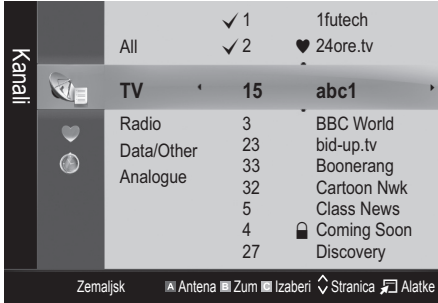 Kanali
✓ 1 1futech
All ✓ 2 ♥ 24ore.tv
TV 15 abc1
Radio 3 BBC World
Data/Other 23 bid-up.tv
Analogue 33 Boonerang
32 Cartoon Nwk
5 Class News
4 Coming Soon
27 Discovery
Zemaljsk A Antena B Zum C Izaberi Stranica Alatke